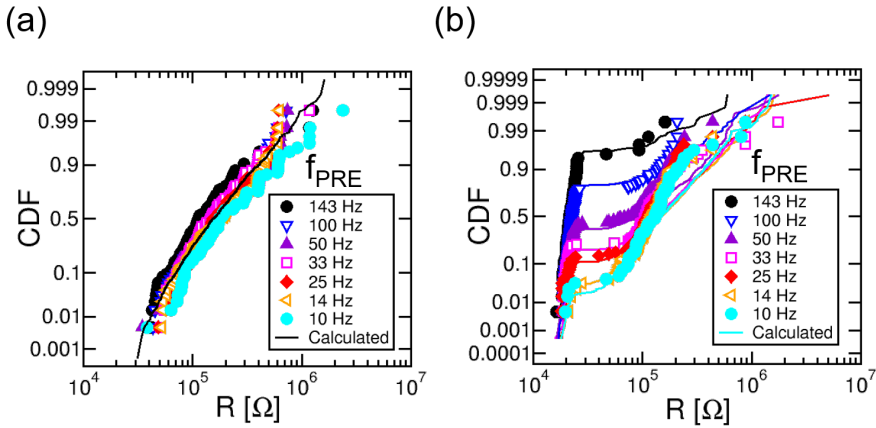 (a)
(b)
CDF
0.999
0.99
0.9
0.5
0.1
0.01
0.001
f_PRE
143 Hz
100 Hz
50 Hz
33 Hz
25 Hz
14 Hz
10 Hz
Calculated
10^4 10^5 10^6 10^7
R [Ω]
CDF
0.9999
0.999
0.99
0.9
0.5
0.1
0.01
0.001
0.0001
f_PRE
143 Hz
100 Hz
50 Hz
33 Hz
25 Hz
14 Hz
10 Hz
Calculated
10^4 10^5 10^6 10^7
R [Ω]